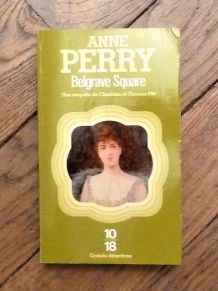 ANNE
PERRY
Belgrave Square
Une enquête de Charlotte et Thomas Pitt
10
18
Grands détectives